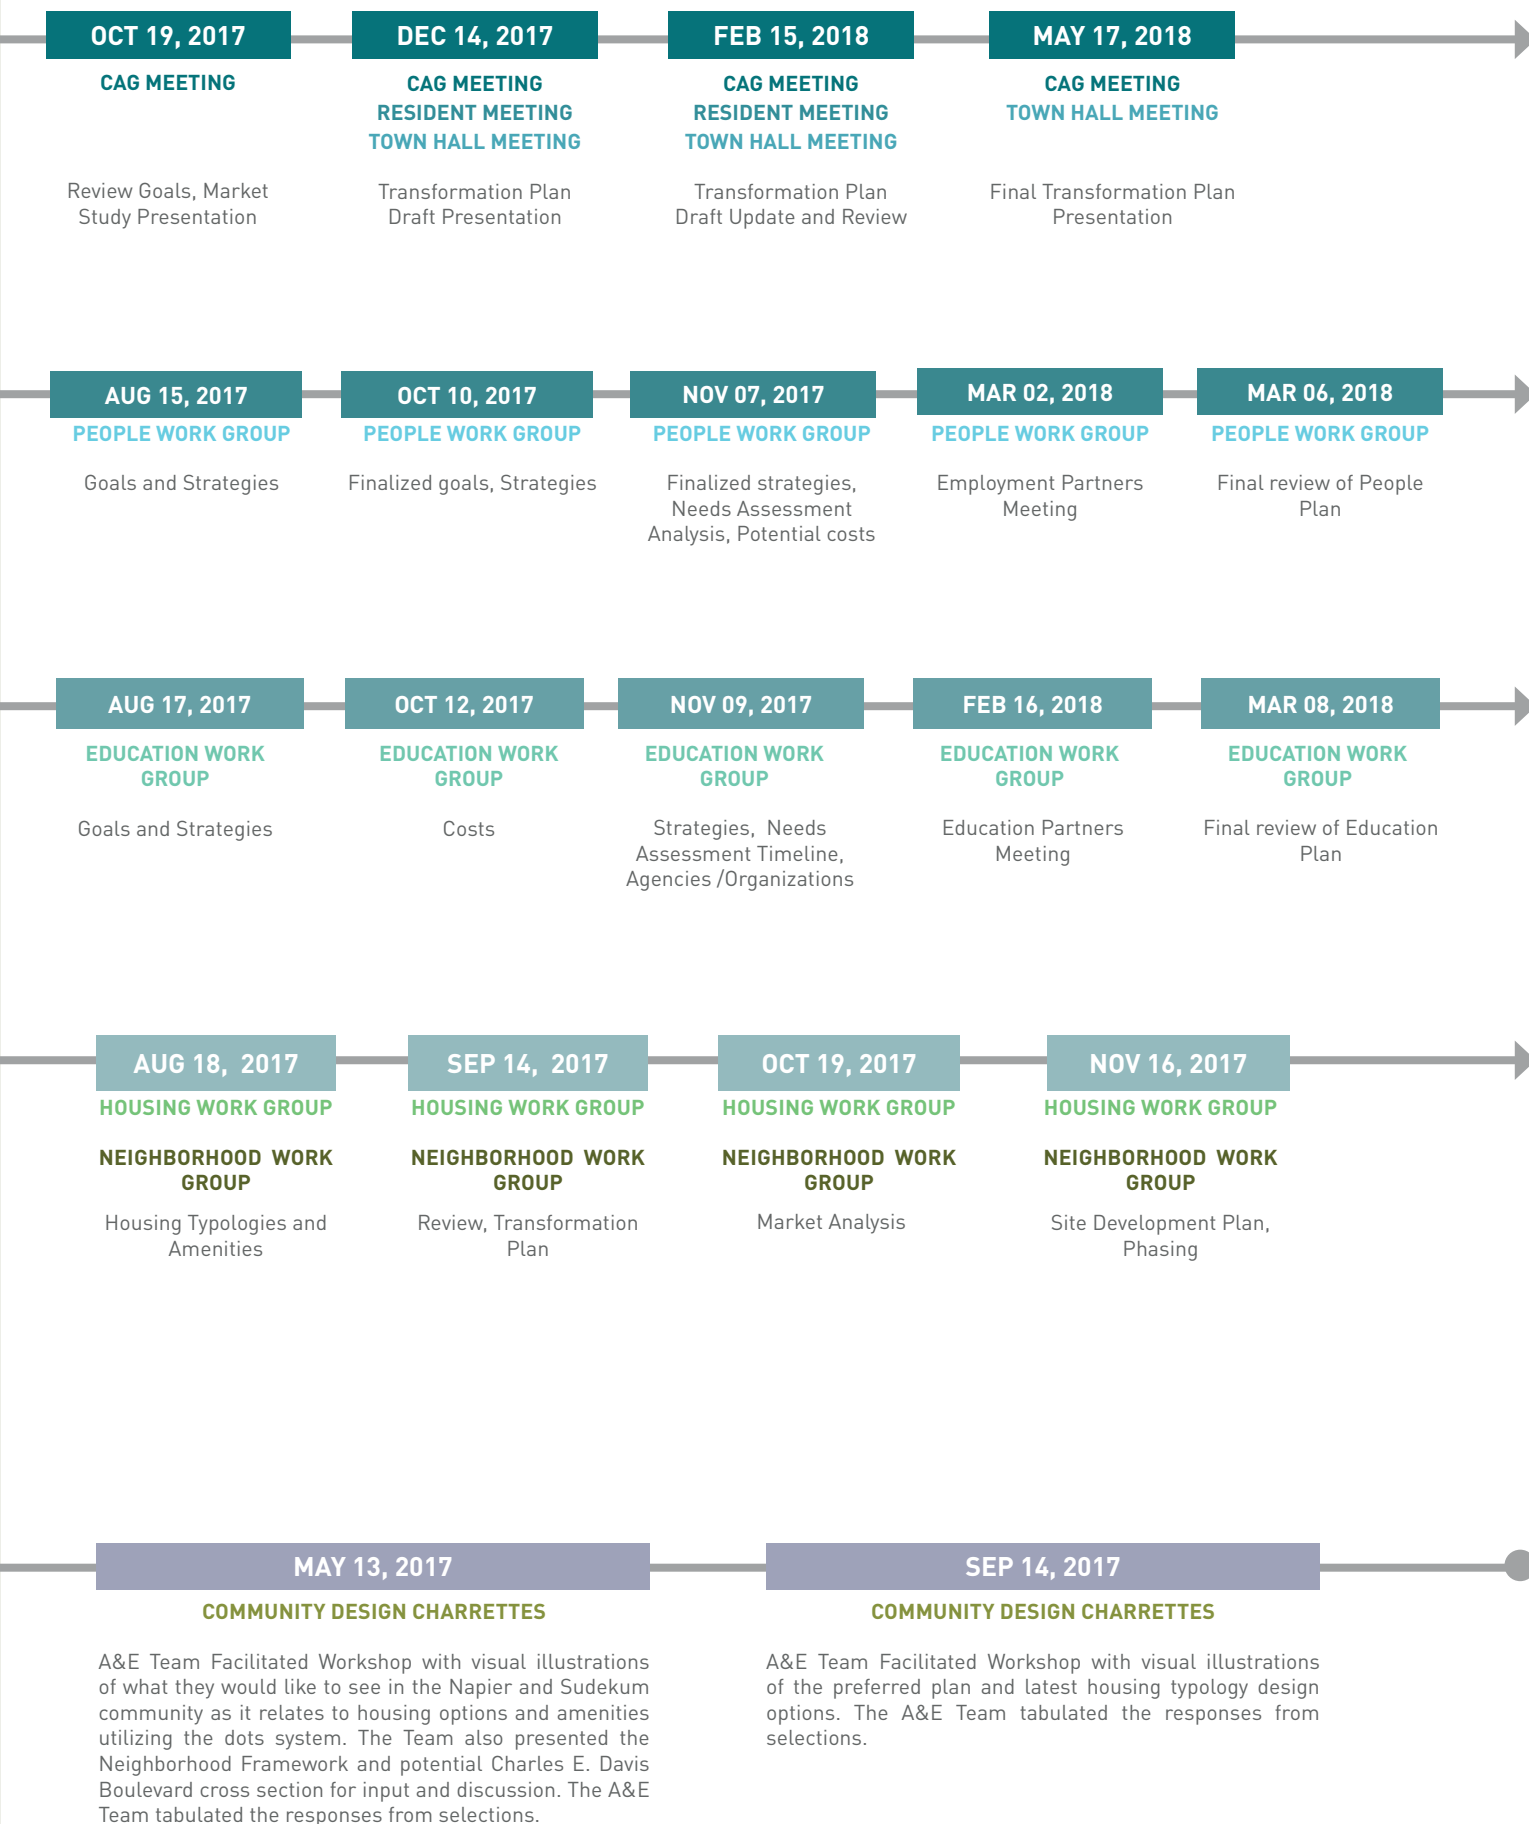 OCT 19, 2017
CAG MEETING
Review Goals, Market
Study Presentation
DEC 14, 2017
CAG MEETING
RESIDENT MEETING
TOWN HALL MEETING
Transformation Plan
Draft Presentation
FEB 15, 2018
CAG MEETING
RESIDENT MEETING
TOWN HALL MEETING
Transformation Plan
Draft Update and Review
MAY 17, 2018
CAG MEETING
TOWN HALL MEETING
Final Transformation Plan
Presentation
AUG 15, 2017
PEOPLE WORK GROUP
Goals and Strategies
OCT 10, 2017
PEOPLE WORK GROUP
Finalized goals, Strategies
NOV 07, 2017
PEOPLE WORK GROUP
Finalized strategies,
Needs Assessment
Analysis, Potential costs
MAR 02, 2018
PEOPLE WORK GROUP
Employment Partners
Meeting
MAR 06, 2018
PEOPLE WORK GROUP
Final review of People
Plan
AUG 17, 2017
EDUCATION WORK
GROUP
Goals and Strategies
OCT 12, 2017
EDUCATION WORK
GROUP
Costs
NOV 09, 2017
EDUCATION WORK
GROUP
Strategies, Needs
Assessment Timeline,
Agencies /Organizations
FEB 16, 2018
EDUCATION WORK
GROUP
Education Partners
Meeting
MAR 08, 2018
EDUCATION WORK
GROUP
Final review of Education
Plan
AUG 18, 2017
HOUSING WORK GROUP
NEIGHBORHOOD WORK
GROUP
Housing Typologies and
Amenities
SEP 14, 2017
HOUSING WORK GROUP
NEIGHBORHOOD WORK
GROUP
Review, Transformation
Plan
OCT 19, 2017
HOUSING WORK GROUP
NEIGHBORHOOD WORK
GROUP
Market Analysis
NOV 16, 2017
HOUSING WORK GROUP
NEIGHBORHOOD WORK
GROUP
Site Development Plan,
Phasing
MAY 13, 2017
COMMUNITY DESIGN CHARRETTES
A&E Team Facilitated Workshop with visual illustrations
of what they would like to see in the Napier and Sudekum
community as it relates to housing options and amenities
utilizing the dots system. The Team also presented the
Neighborhood Framework and potential Charles E. Davis
Boulevard cross section for input and discussion. The A&E
Team tabulated the responses from selections.
SEP 14, 2017
COMMUNITY DESIGN CHARRETTES
A&E Team Facilitated Workshop with visual illustrations
of the preferred plan and latest housing typology design
options. The A&E Team tabulated the responses from
selections.